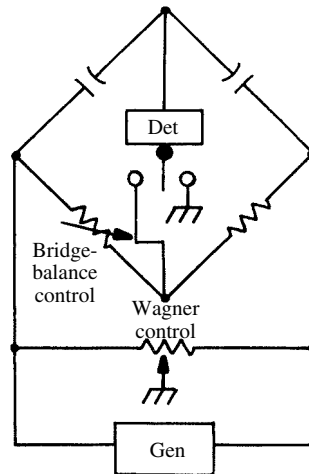 Det
Bridge-
balance
control
Wagner
control
Gen